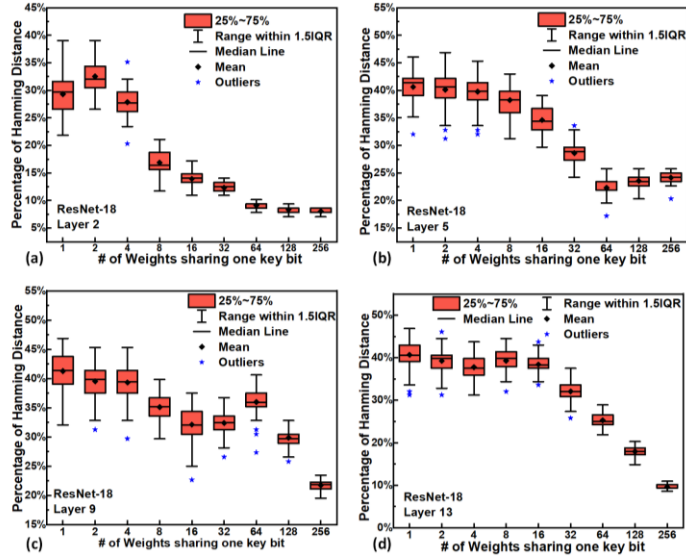 45%
40%
35%
30%
25%
20%
15%
10%
5%
Percentage of Hanming Distance
25%~75%
Range within 1.5IQR
Median Line
Mean
Outliers
ResNet-18
Layer 2
(a)
1 2 4 8 16 32 64 128 256
# of Weights sharing one key bit
55%
50%
45%
40%
35%
30%
25%
20%
15%
Percentage of Hanming Distance
25%~75%
Range within 1.5IQR
Median Line
Mean
Outliers
ResNet-18
Layer 5
(b)
1 2 4 8 16 32 64 128 256
# of Weights sharing one key bit
55%
50%
45%
40%
35%
30%
25%
20%
15%
Percentage of Hanming Distance
25%~75%
Range within 1.5IQR
Median Line
Mean
Outliers
ResNet-18
Layer 9
(c)
1 2 4 8 16 32 64 128 256
# of Weights sharing one key bit
50%
40%
30%
20%
10%
0%
Percentage of Hanming Distance
25%~75% Range within 1.5IQR
Median Line Mean
Outliers
ResNet-18
Layer 13
(d)
1 2 4 8 16 32 64 128 256
# of Weights sharing one key bit